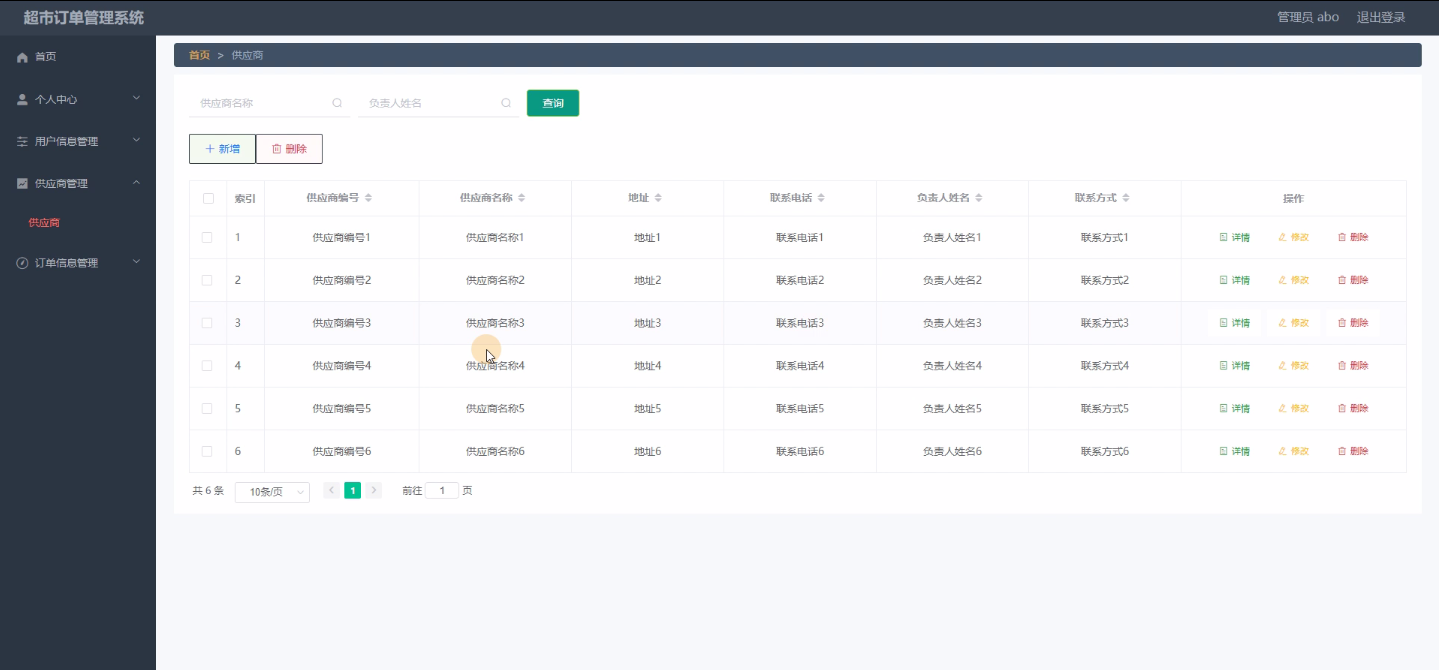 超市订单管理系统 管理员 abo 退出登录
首页
个人中心
用户信息管理
供应商管理
供应商
订单信息管理
首页 > 供应商
供应商名称 负责人姓名 查询
新增 删除
索引 供应商编号 供应商名称 地址 联系电话 负责人姓名 联系方式 操作
1 供应商编号1 供应商名称1 地址1 联系电话1 负责人姓名1 联系方式1 详情 修改 删除
2 供应商编号2 供应商名称2 地址2 联系电话2 负责人姓名2 联系方式2 详情 修改 删除
3 供应商编号3 供应商名称3 地址3 联系电话3 负责人姓名3 联系方式3 详情 修改 删除
4 供应商编号4 供应商名称4 地址4 联系电话4 负责人姓名4 联系方式4 详情 修改 删除
5 供应商编号5 供应商名称5 地址5 联系电话5 负责人姓名5 联系方式5 详情 修改 删除
6 供应商编号6 供应商名称6 地址6 联系电话6 负责人姓名6 联系方式6 详情 修改 删除
共 6 条 10条/页 < 1 > 前往 1 页